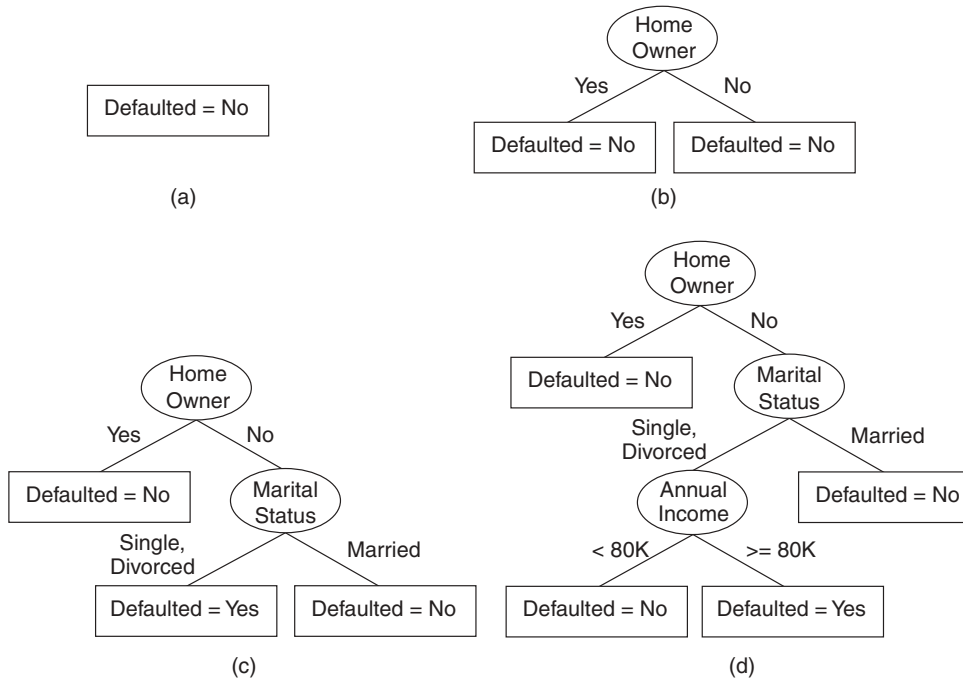 Defaulted = No
(a)
Home
Owner
Yes
No
Defaulted = No
Defaulted = No
(b)
Home
Owner
Yes
No
Defaulted = No
Marital
Status
Single,
Divorced
Married
Defaulted = Yes
Defaulted = No
(c)
Home
Owner
Yes
No
Defaulted = No
Marital
Status
Single,
Divorced
Married
Annual
Income
Defaulted = No
< 80K
>= 80K
Defaulted = No
Defaulted = Yes
(d)